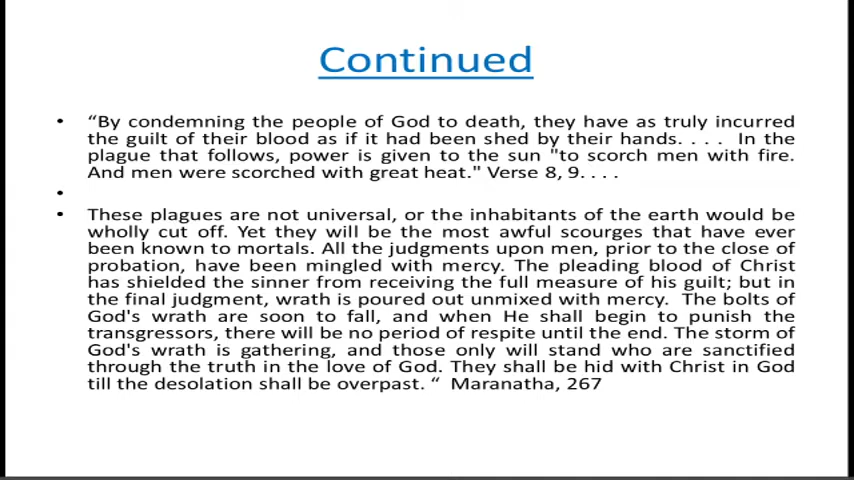 Continued
• “By condemning the people of God to death, they have as truly incurred
the guilt of their blood as if it had been shed by their hands. . . . In the
plague that follows, power is given to the sun "to scorch men with fire.
And men were scorched with great heat." Verse 8, 9. . . .
•
• These plagues are not universal, or the inhabitants of the earth would be
wholly cut off. Yet they will be the most awful scourges that have ever
been known to mortals. All the judgments upon men, prior to the close of
probation, have been mingled with mercy. The pleading blood of Christ
has shielded the sinner from receiving the full measure of his guilt; but in
the final judgment, wrath is poured out unmixed with mercy. The bolts of
God's wrath are soon to fall, and when He shall begin to punish the
transgressors, there will be no period of respite until the end. The storm of
God's wrath is gathering, and those only will stand who are sanctified
through the truth in the love of God. They shall be hid with Christ in God
till the desolation shall be overpast. “ Maranatha, 267